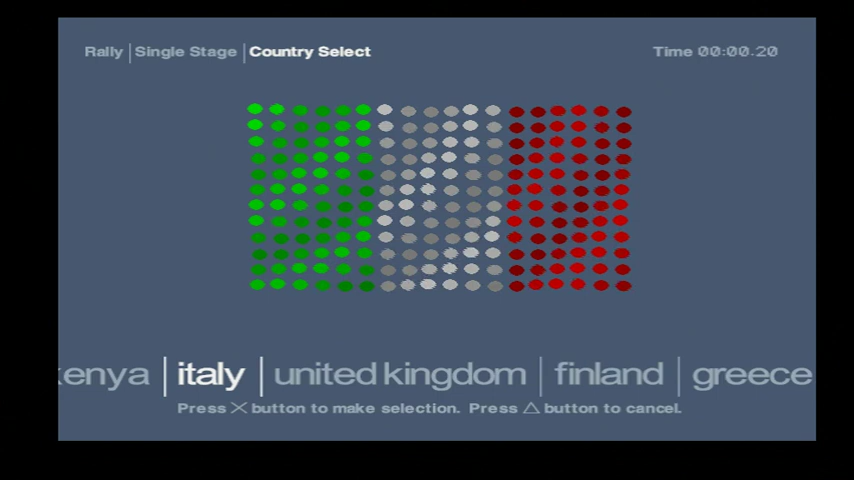 Rally | Single Stage | Country Select
Time 00:00.20
kenya | italy | united kingdom | finland | greece
Press X button to make selection. Press △ button to cancel.